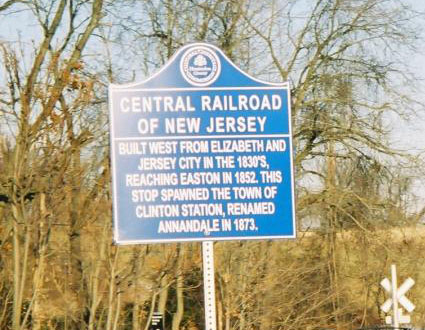 CENTRAL RAILROAD
OF NEW JERSEY
BUILT WEST FROM ELIZABETH AND
JERSEY CITY IN THE 1830'S,
REACHING EASTON IN 1852. THIS
STOP SPAWNED THE TOWN OF
CLINTON STATION, RENAMED
ANNANDALE IN 1873.